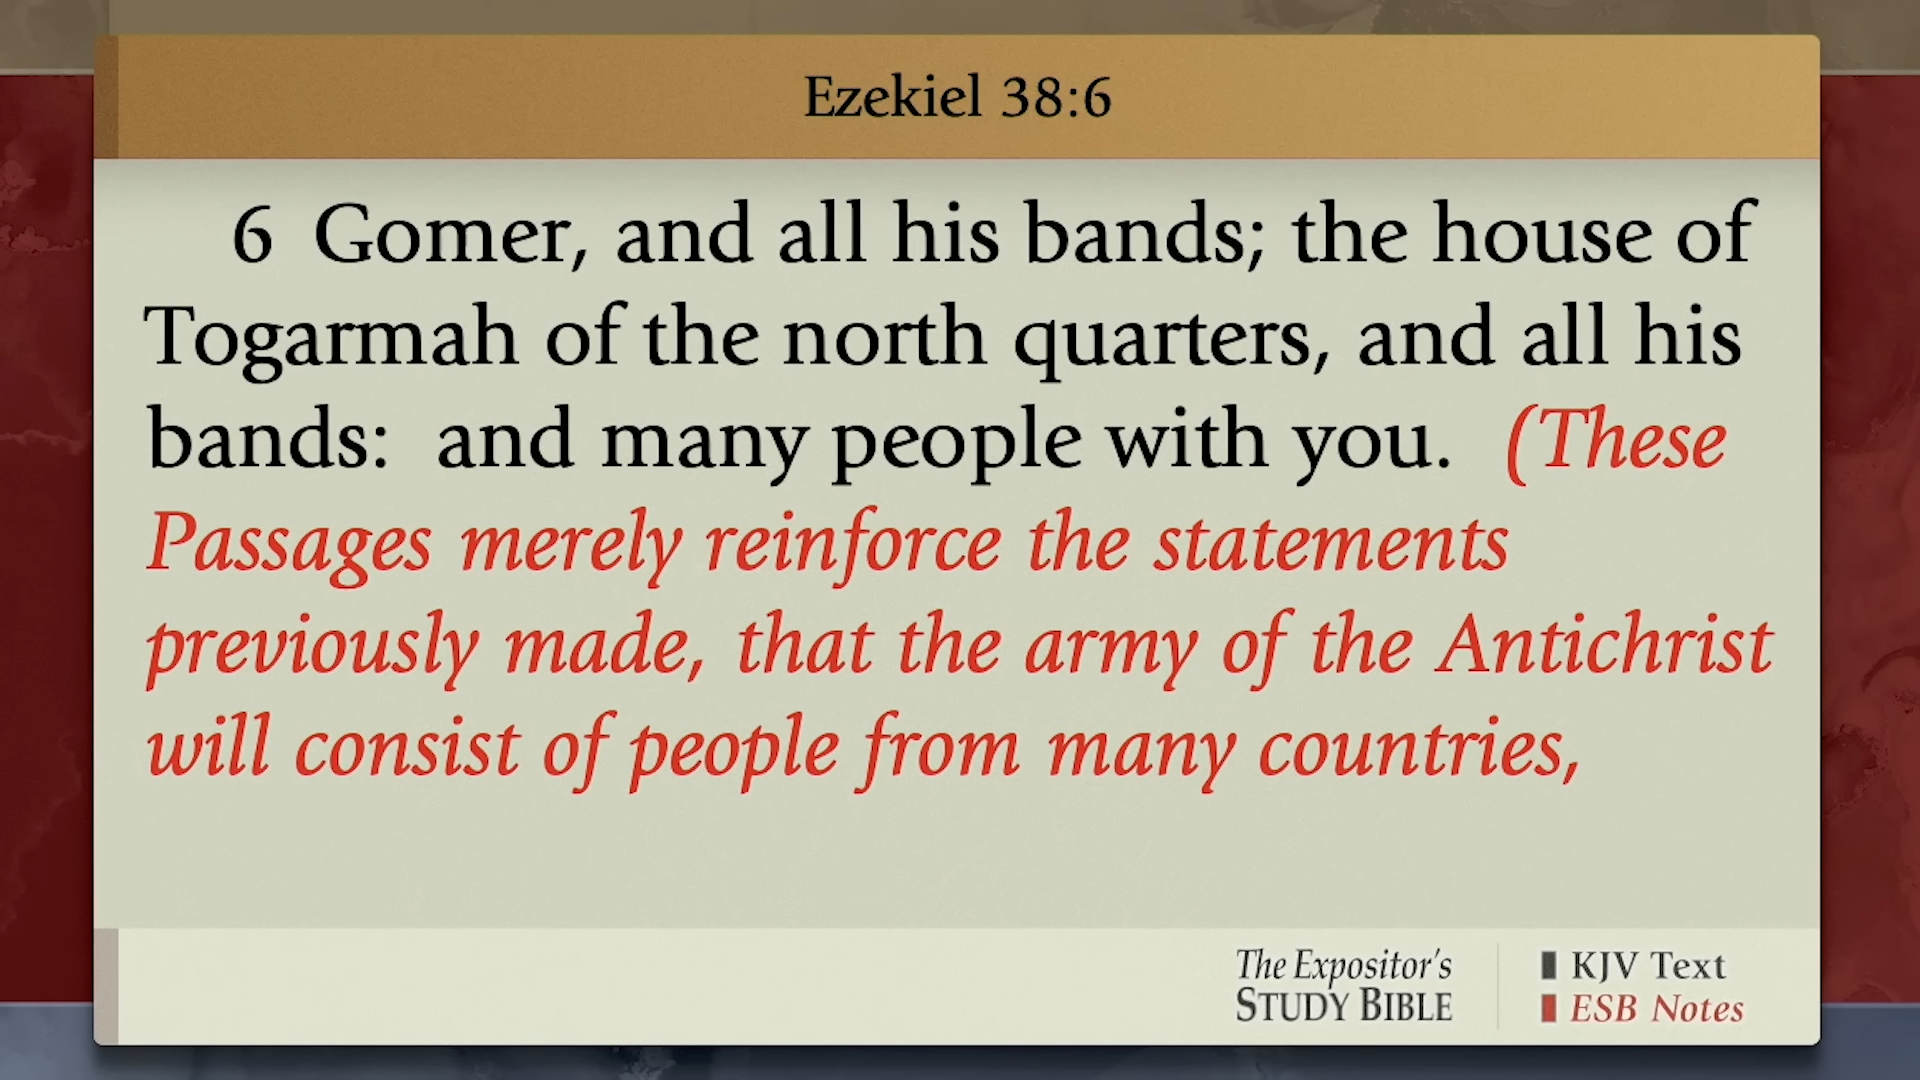 Ezekiel 38:6
6 Gomer, and all his bands; the house of
Togarmah of the north quarters, and all his
bands: and many people with you. (These
Passages merely reinforce the statements
previously made, that the army of the Antichrist
will consist of people from many countries,
The Expositor's
STUDY BIBLE
KJV Text
ESB Notes